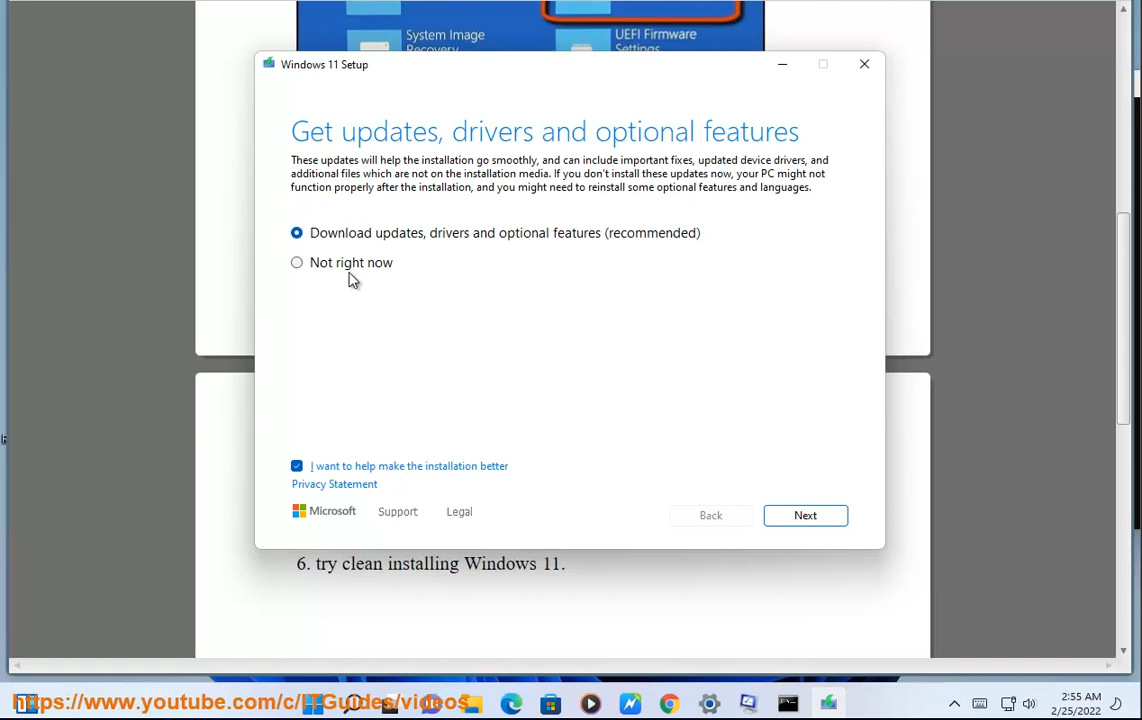 System Image
Recovery
UEFI Firmware
Settings
Windows 11 Setup
Get updates, drivers and optional features
These updates will help the installation go smoothly, and can include important fixes, updated device drivers, and
additional files which are not on the installation media. If you don't install these updates now, your PC might not
function properly after the installation, and you might need to reinstall some optional features and languages.
Download updates, drivers and optional features (recommended)
Not right now
I want to help make the installation better
Privacy Statement
Microsoft
Support
Legal
Back
Next
6. try clean installing Windows 11.
https://www.youtube.com/c/ITGuides/videos
2:55 AM
2/25/2022